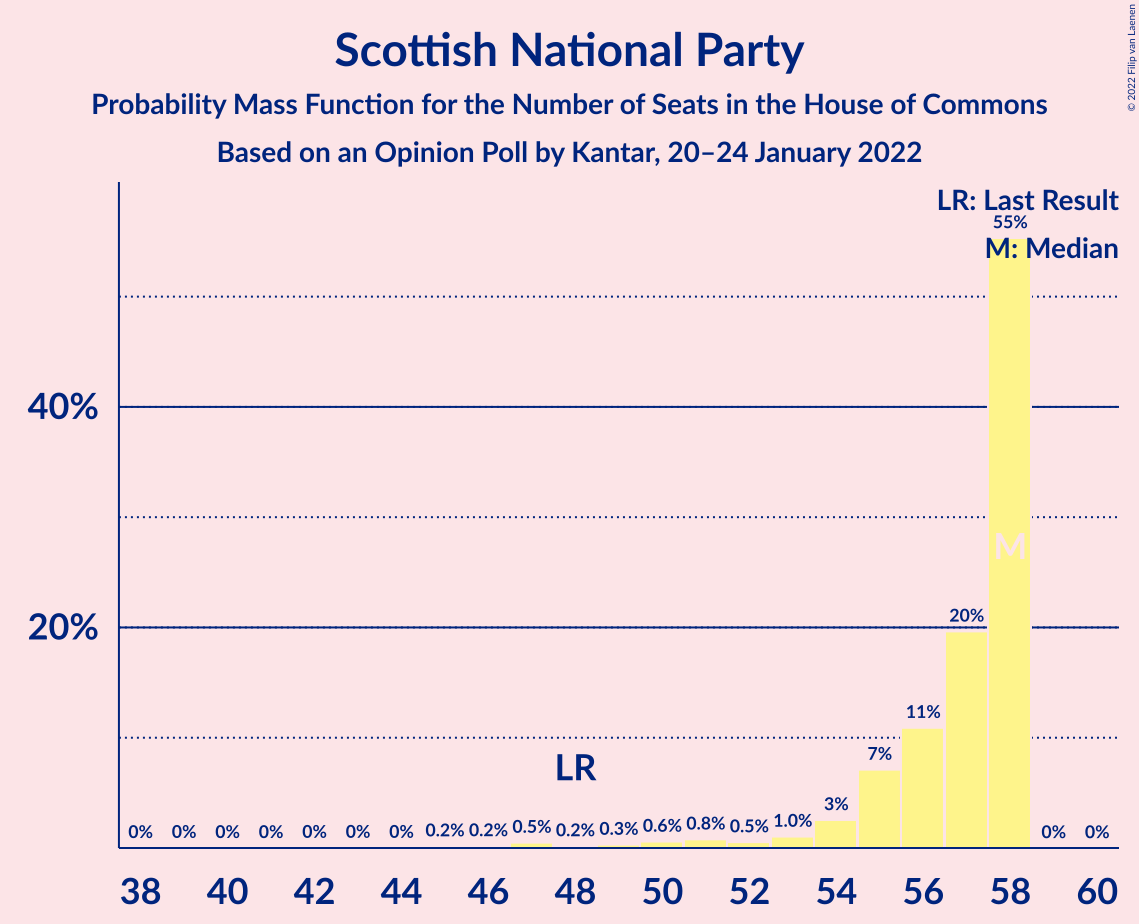 Scottish National Party
Probability Mass Function for the Number of Seats in the House of Commons
Based on an Opinion Poll by Kantar, 20–24 January 2022
© 2022 Filip van Laenen
LR: Last Result
55%
M: Median
40%
M
20%
20%
11%
7%
LR
3%
0% 0% 0% 0% 0% 0% 0% 0.2% 0.2% 0.5% 0.2% 0.3% 0.6% 0.8% 0.5% 1.0% 0% 0%
38 40 42 44 46 48 50 52 54 56 58 60